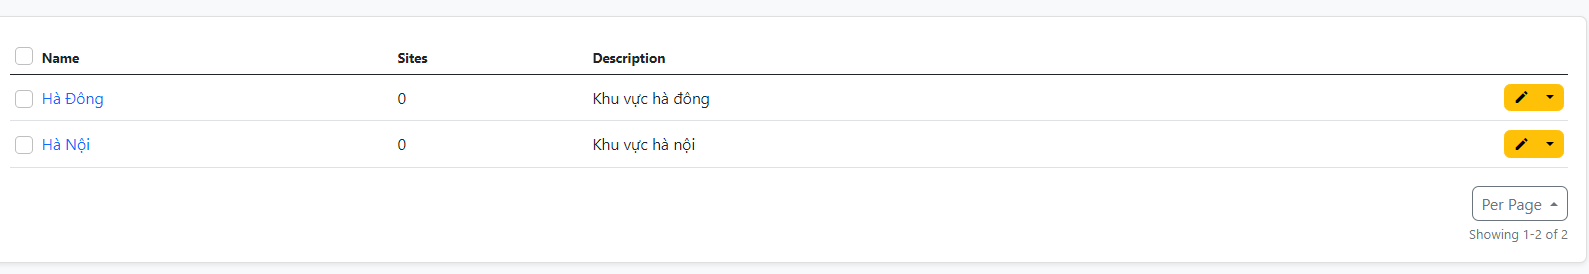 Name Sites Description
Hà Đông 0 Khu vực hà đông
Hà Nội 0 Khu vực hà nội
Per Page
Showing 1-2 of 2